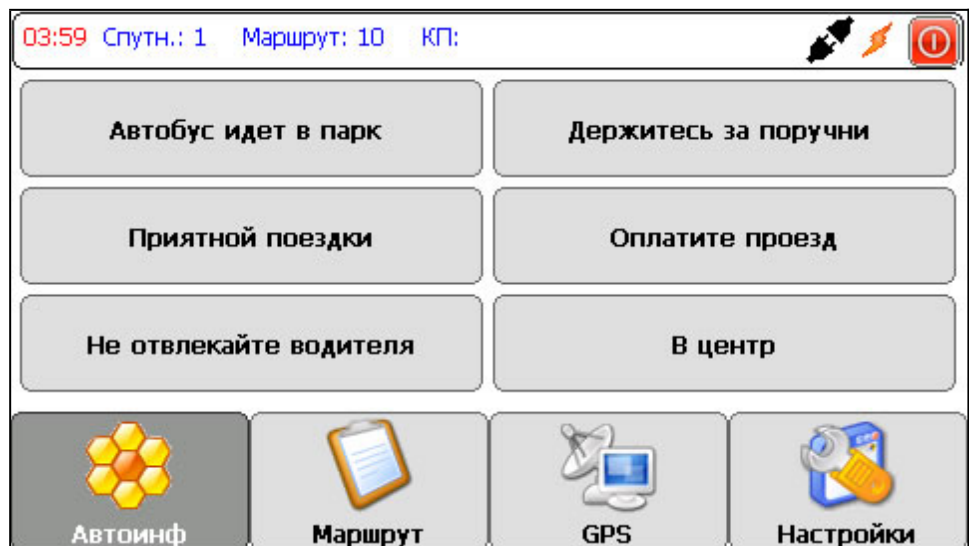 03:59 Спутн.: 1 Маршрут: 10 КП:
Автобус идет в парк
Держитесь за поручни
Приятной поездки
Оплатите проезд
Не отвлекайте водителя
В центр
Автоинф
Маршрут
GPS
Настройки